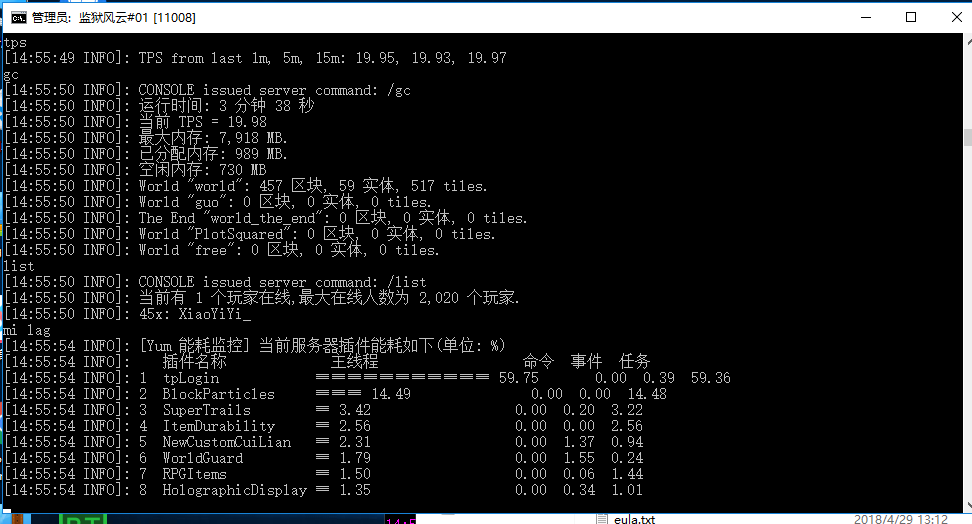 管理员: 监狱风云#01 [11008]
tps
[14:55:49 INFO]: TPS from last 1m, 5m, 15m: 19.95, 19.93, 19.97
gc
[14:55:50 INFO]: CONSOLE issued server command: /gc
[14:55:50 INFO]: 运行时间: 3 分钟 38 秒
[14:55:50 INFO]: 当前 TPS = 19.98
[14:55:50 INFO]: 最大内存: 7,918 MB.
[14:55:50 INFO]: 已分配内存: 989 MB.
[14:55:50 INFO]: 空闲内存: 730 MB
[14:55:50 INFO]: World "world": 457 区块, 59 实体, 517 tiles.
[14:55:50 INFO]: World "guo": 0 区块, 0 实体, 0 tiles.
[14:55:50 INFO]: The End "world_the_end": 0 区块, 0 实体, 0 tiles.
[14:55:50 INFO]: World "PlotSquared": 0 区块, 0 实体, 0 tiles.
[14:55:50 INFO]: World "free": 0 区块, 0 实体, 0 tiles.
list
[14:55:50 INFO]: CONSOLE issued server command: /list
[14:55:50 INFO]: 当前有 1 个玩家在线,最大在线人数为 2,020 个玩家.
[14:55:50 INFO]: 45x: XiaoYiYi_
mi lag
[14:55:54 INFO]: [Yum 能耗监控] 当前服务器插件能耗如下(单位: %)
[14:55:54 INFO]: 插件名称 主线程 命令 事件 任务
[14:55:54 INFO]: 1 tpLogin 59.75 0.00 0.39 59.36
[14:55:54 INFO]: 2 BlockParticles 14.49 0.00 0.00 14.48
[14:55:54 INFO]: 3 SuperTrails 3.42 0.00 0.20 3.22
[14:55:54 INFO]: 4 ItemDurability 2.56 0.00 0.00 2.56
[14:55:54 INFO]: 5 NewCustomCuiLian 2.31 0.00 1.37 0.94
[14:55:54 INFO]: 6 WorldGuard 1.79 0.00 1.55 0.24
[14:55:54 INFO]: 7 RPGItems 1.50 0.00 0.06 1.44
[14:55:54 INFO]: 8 HolographicDisplay 1.35 0.00 0.34 1.01
eula.txt 2018/4/29 13:12